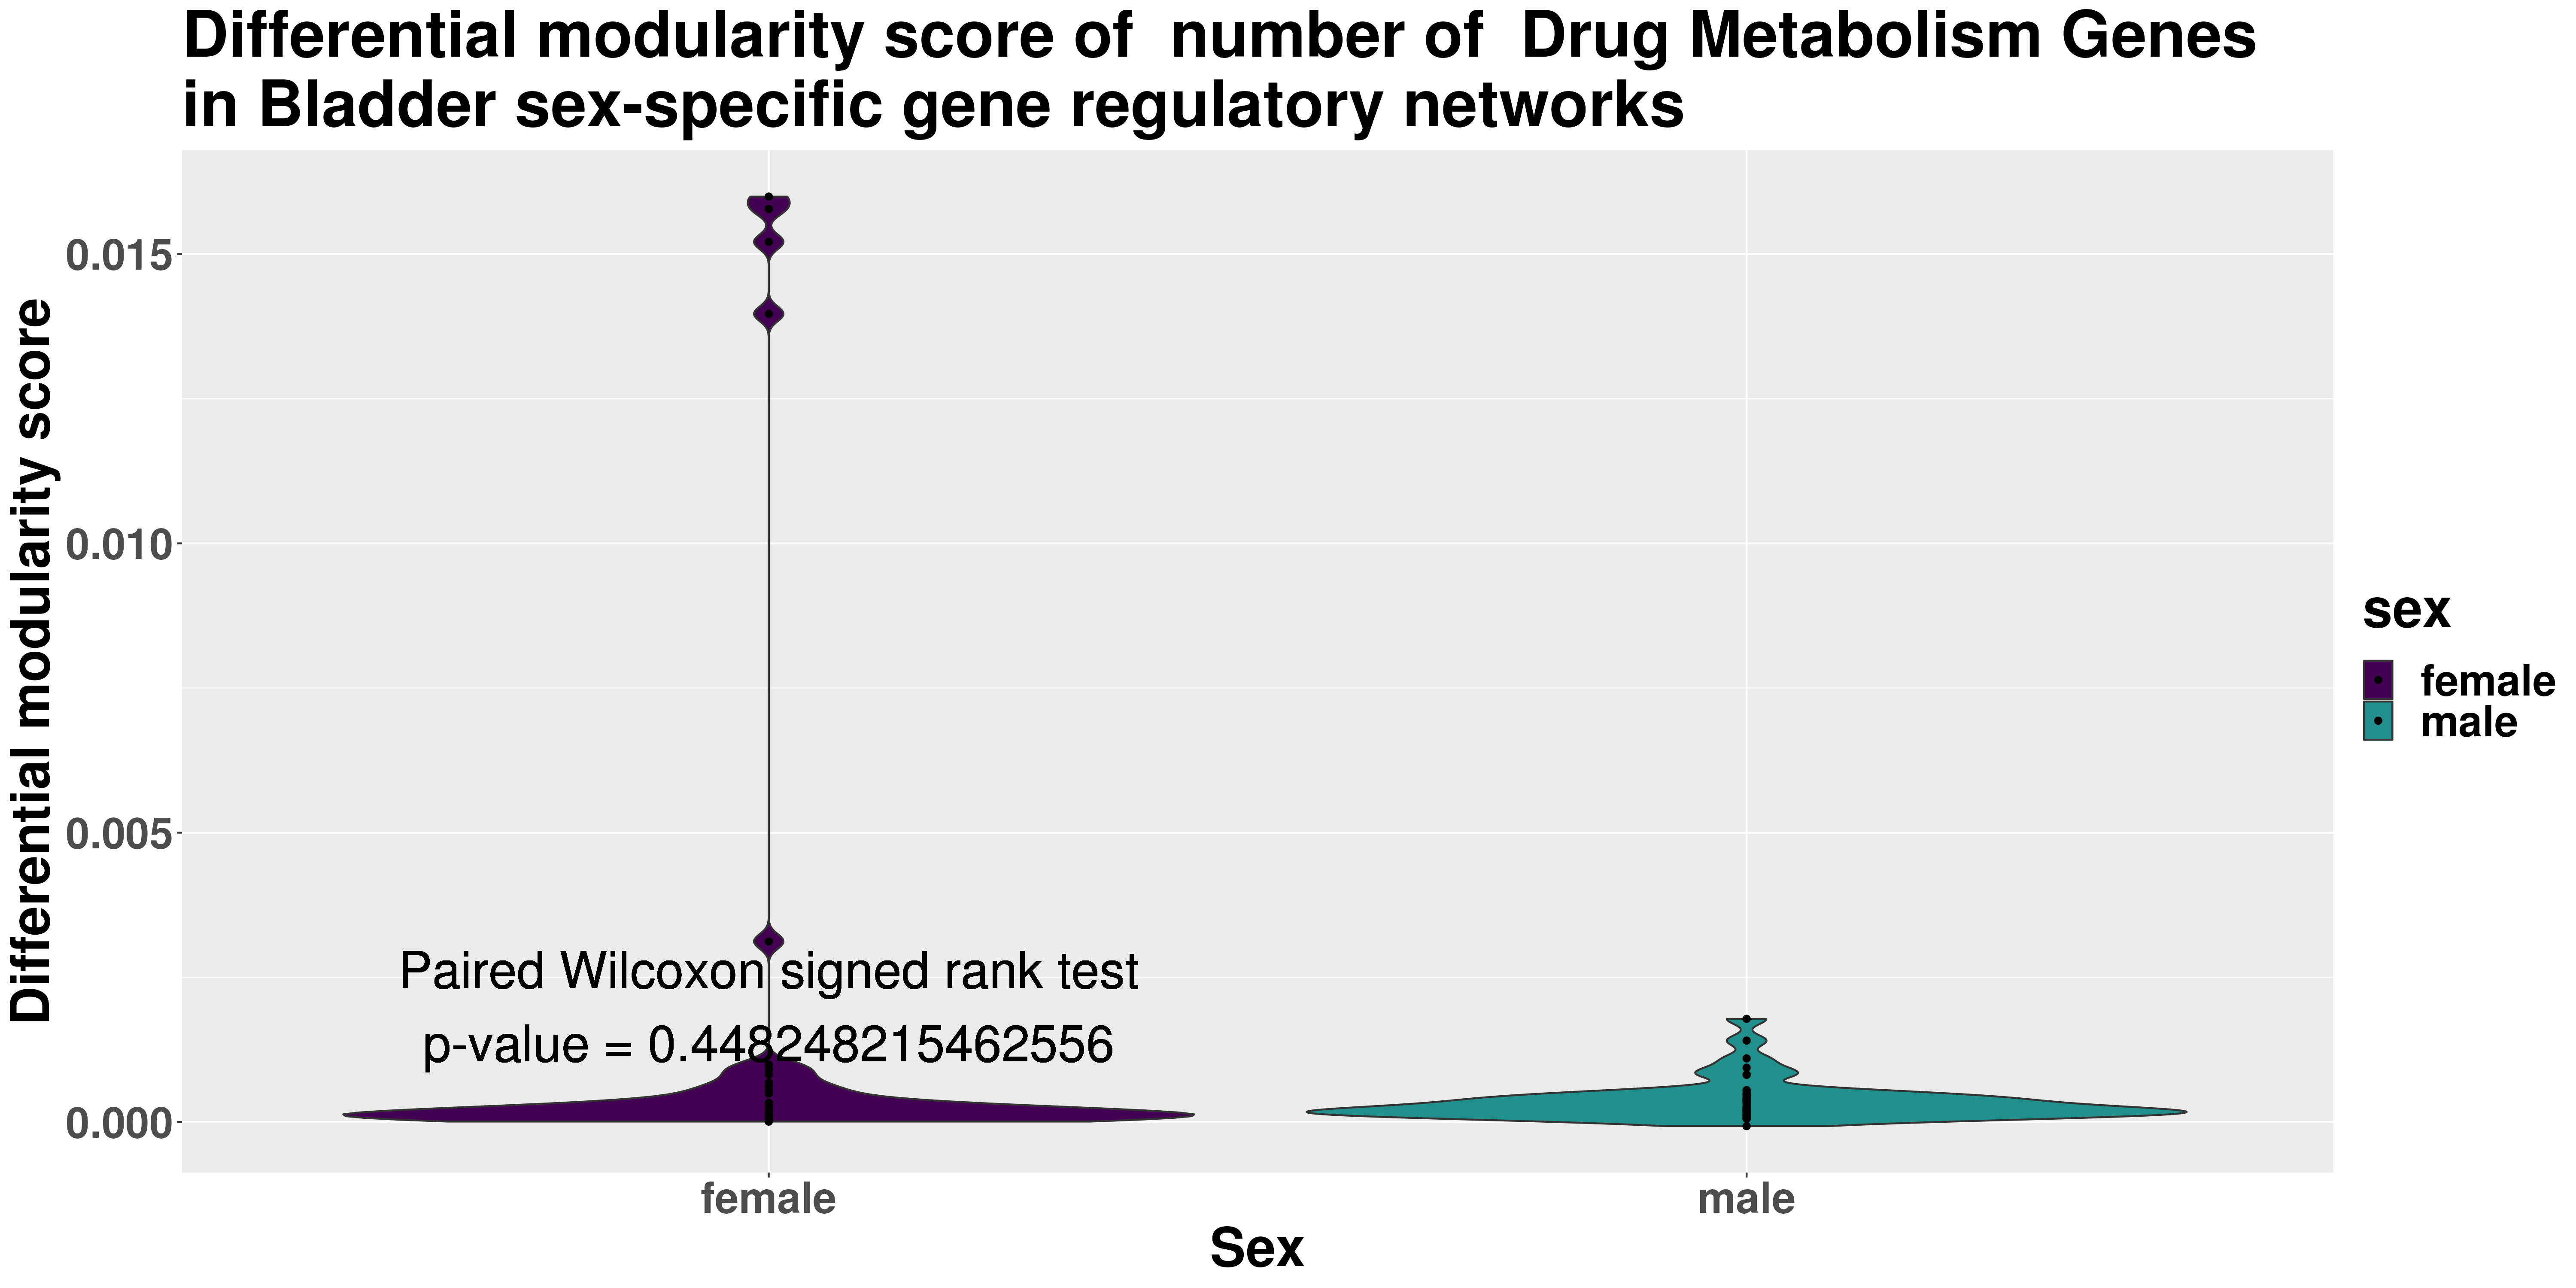 Differential modularity score of  number of  Drug Metabolism Genes
in Bladder sex-specific gene regulatory networks
Differential modularity score
0.015
0.010
0.005
0.000
Paired Wilcoxon signed rank test
p-value = 0.448248215462556
female
male
Sex
sex
female
male